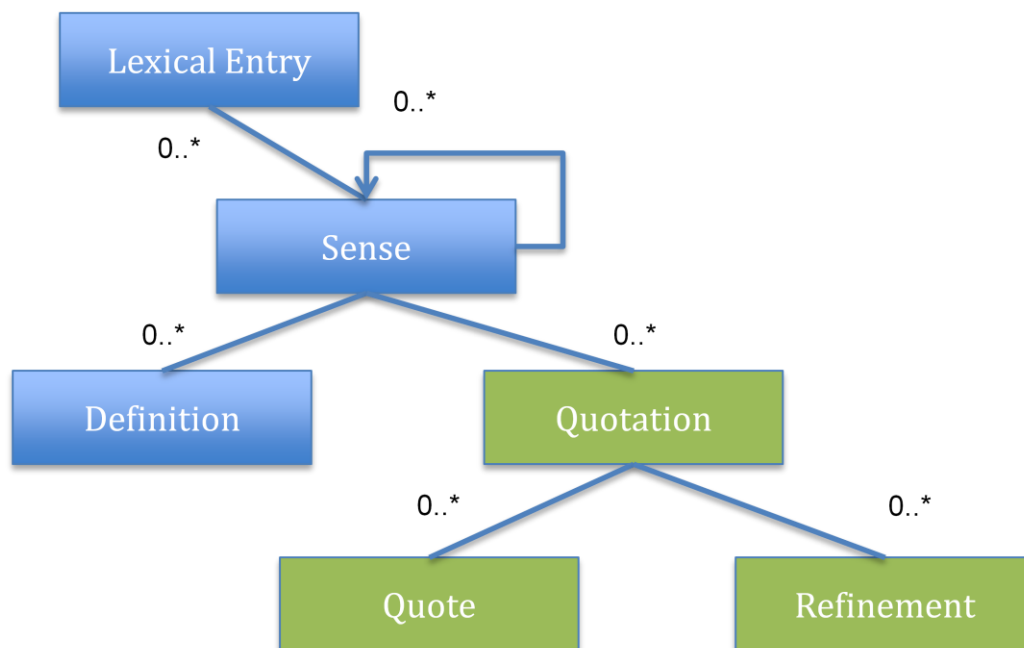 Lexical Entry
0..*
0..*
Sense
0..*
0..*
Definition
Quotation
0..*
0..*
Quote
Refinement